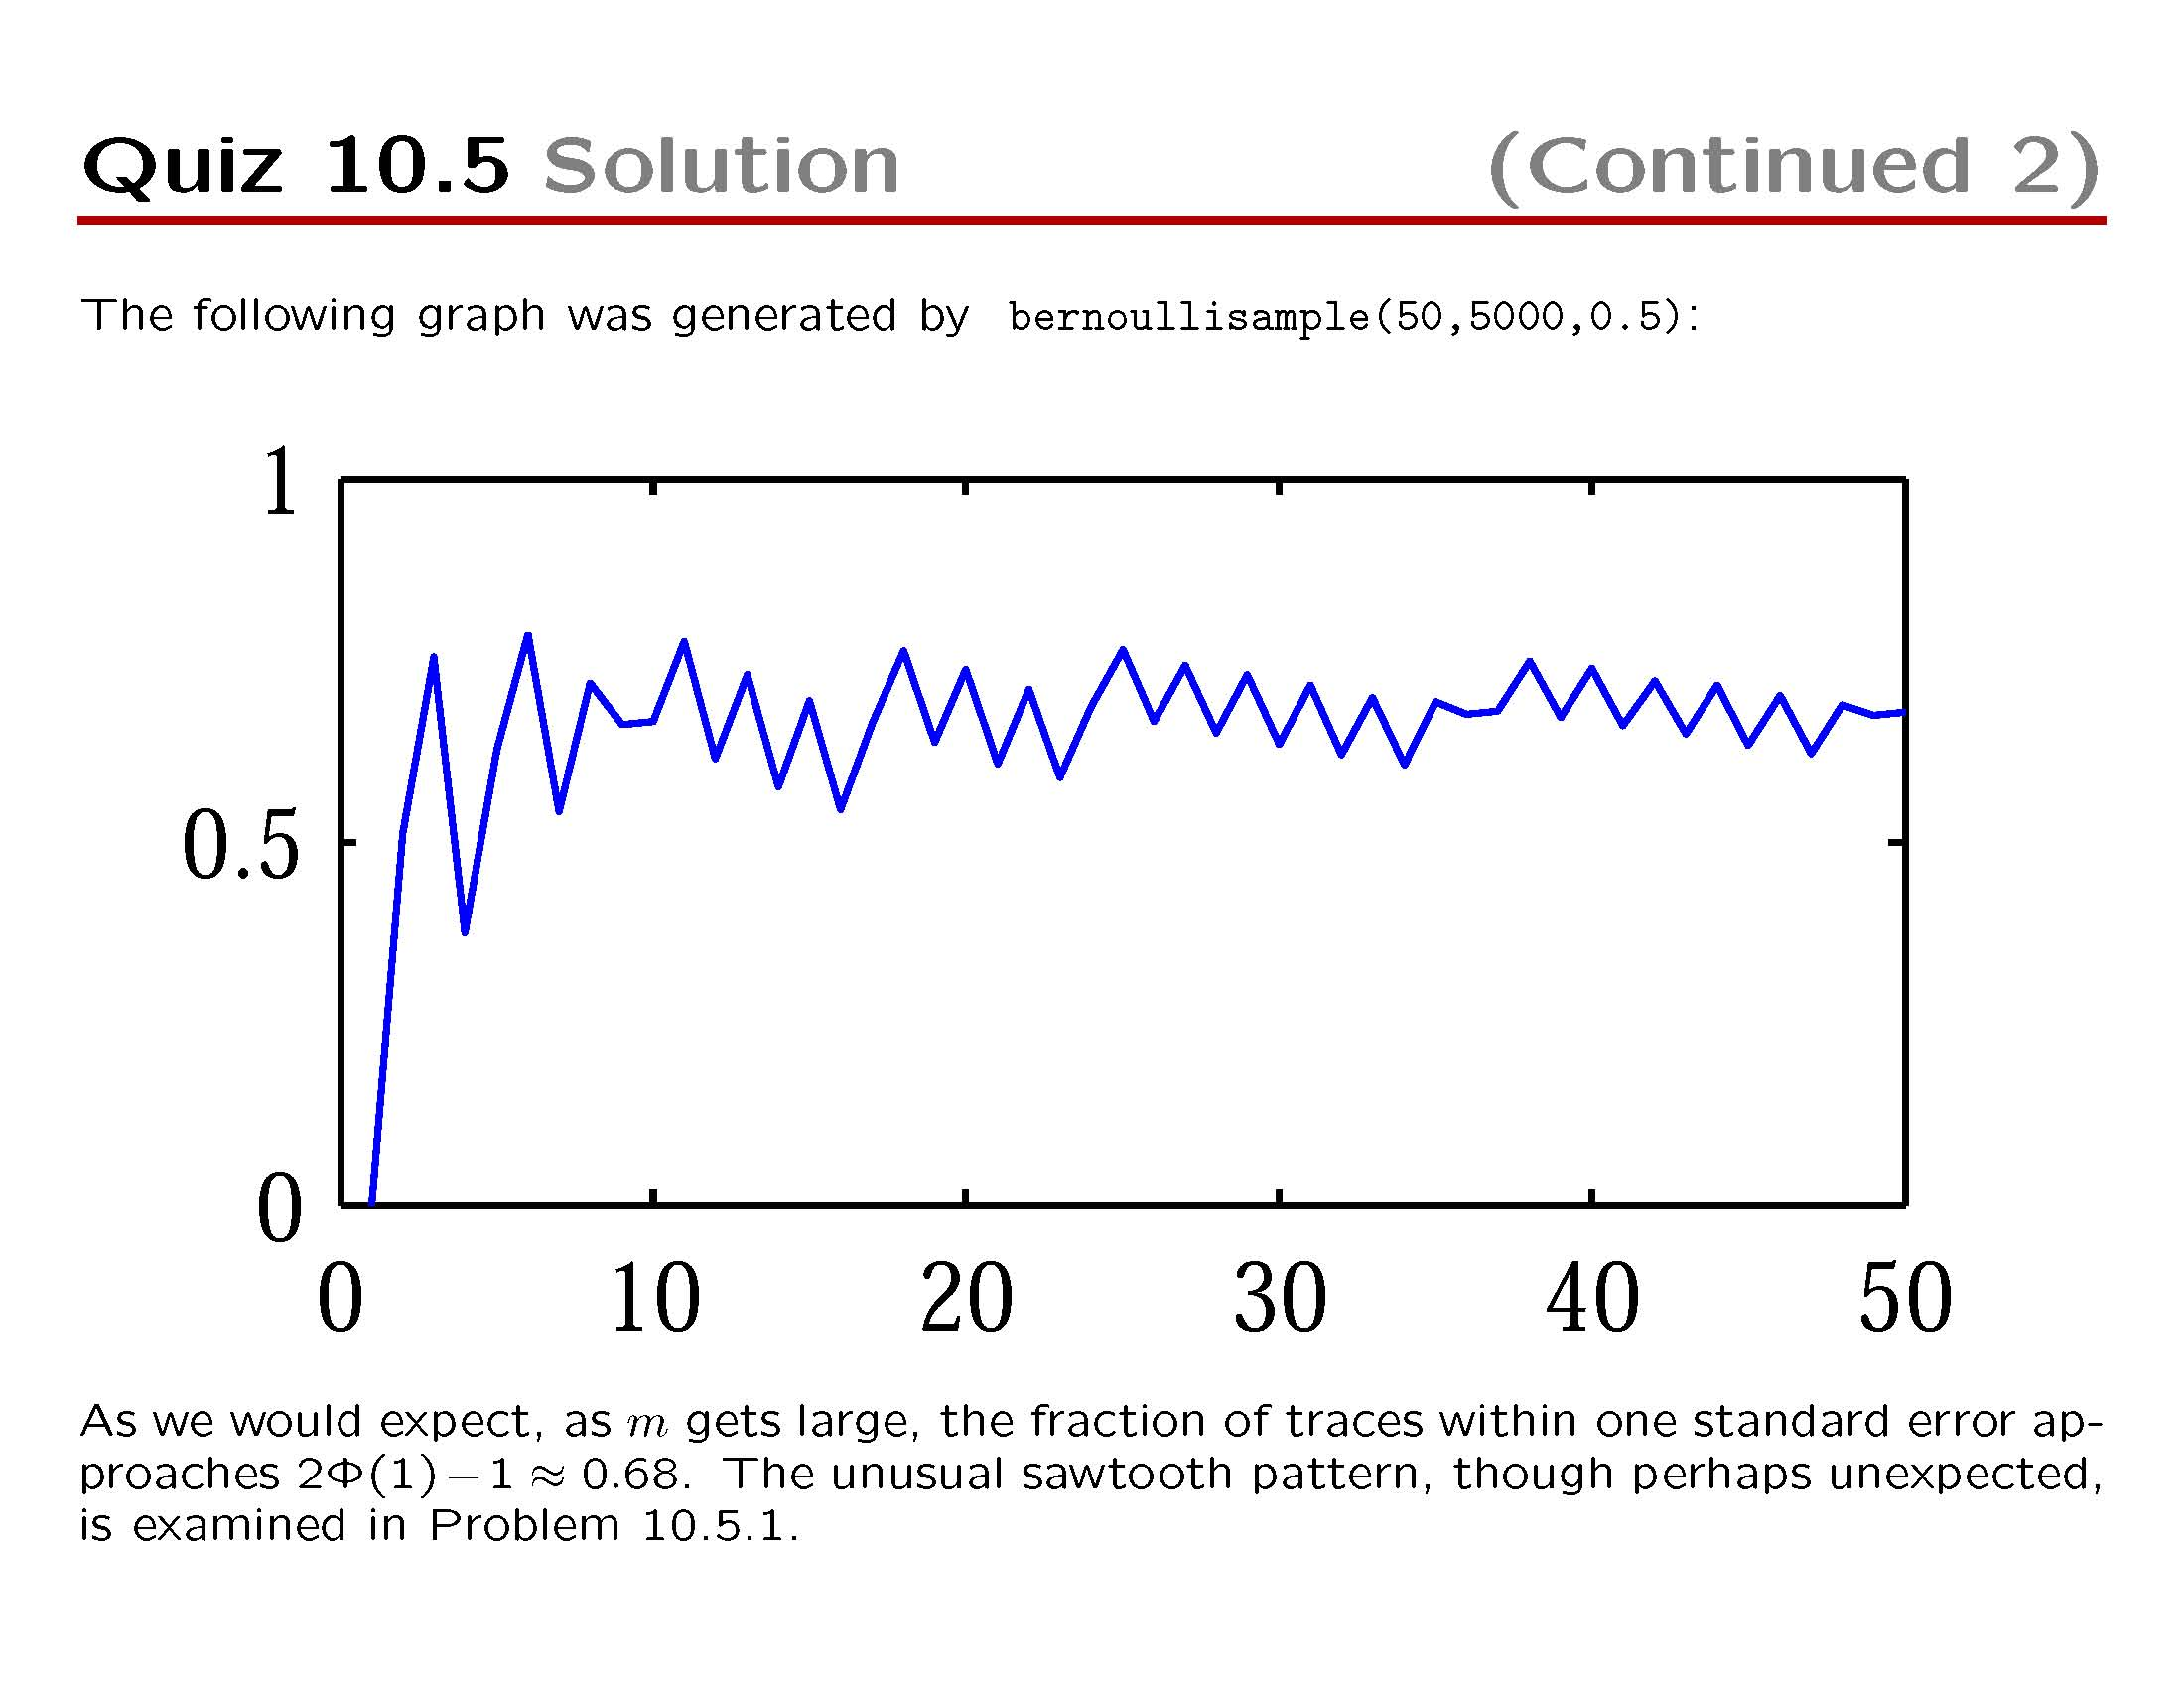 Quiz 10.5 Solution (Continued 2)
The following graph was generated by bernoullisample(50,5000,0.5):
1
0.5
0
0 10 20 30 40 50
As we would expect, as m gets large, the fraction of traces within one standard error ap-
proaches 2Φ(1)−1 ≈ 0.68. The unusual sawtooth pattern, though perhaps unexpected,
is examined in Problem 10.5.1.